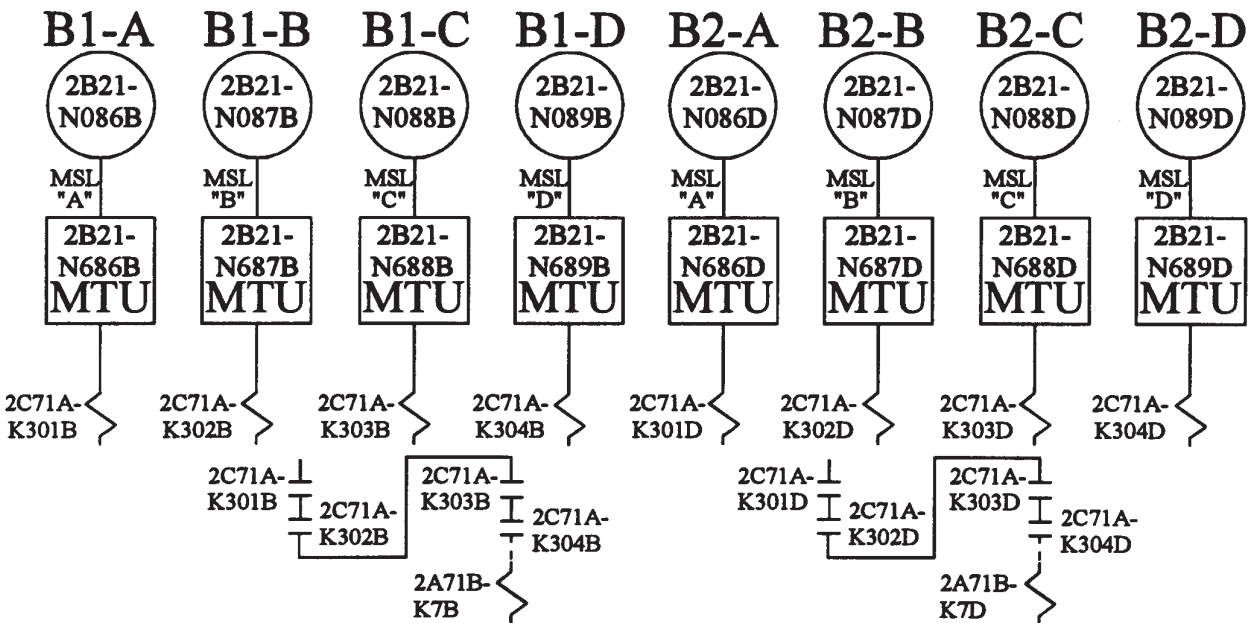 B1-A B1-B B1-C B1-D B2-A B2-B B2-C B2-D
2B21- 2B21- 2B21- 2B21- 2B21- 2B21- 2B21- 2B21-
N086B N087B N088B N089B N086D N087D N088D N089D
MSL MSL MSL MSL MSL MSL MSL MSL
"A" "B" "C" "D" "A" "B" "C" "D"
2B21- 2B21- 2B21- 2B21- 2B21- 2B21- 2B21- 2B21-
N686B N687B N688B N689B N686D N687D N688D N689D
MTU MTU MTU MTU MTU MTU MTU MTU
2C71A- 2C71A- 2C71A- 2C71A- 2C71A- 2C71A- 2C71A- 2C71A-
K301B K302B K303B K304B K301D K302D K303D K304D
2C71A- 2C71A- 2C71A- 2C71A-
K301B K303B K301D K303D
2C71A- 2C71A- 2C71A- 2C71A-
K302B K304B K302D K304D
2A71B- 2A71B-
K7B K7D